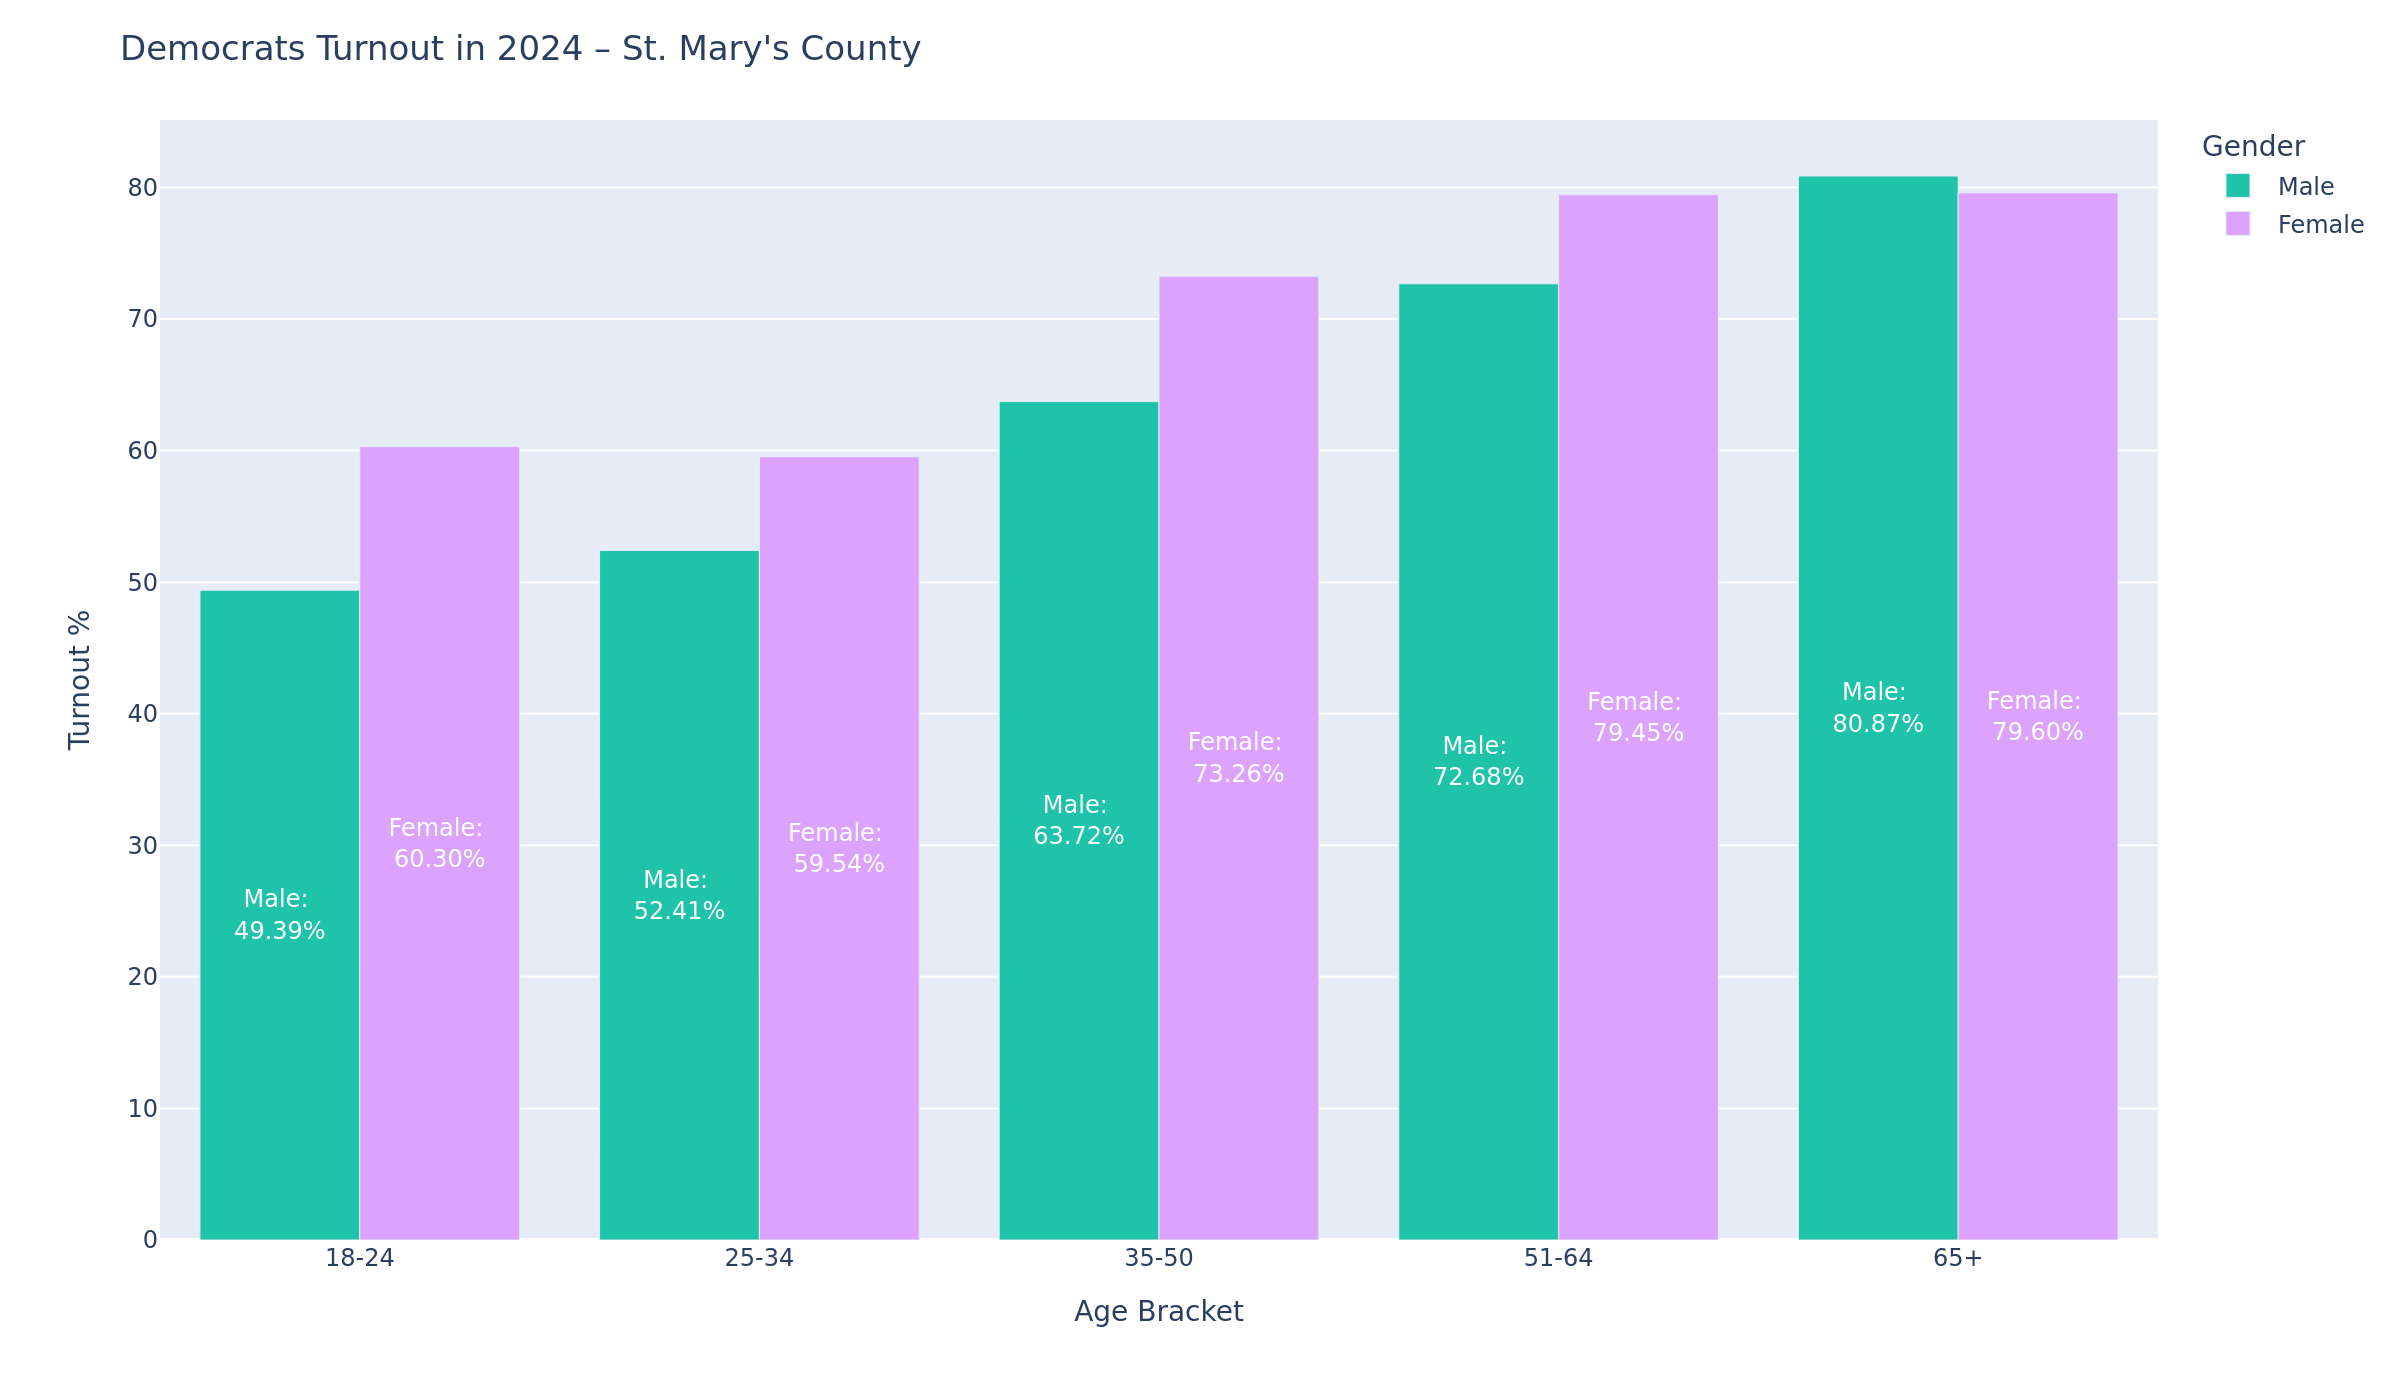 Democrats Turnout in 2024 – St. Mary's County
Gender
Male
Female
Turnout %
80
70
60
50
40
30
20
10
0
Male:
49.39%
Female:
60.30%
Male:
52.41%
Female:
59.54%
Male:
63.72%
Female:
73.26%
Male:
72.68%
Female:
79.45%
Male:
80.87%
Female:
79.60%
18-24
25-34
35-50
51-64
65+
Age Bracket